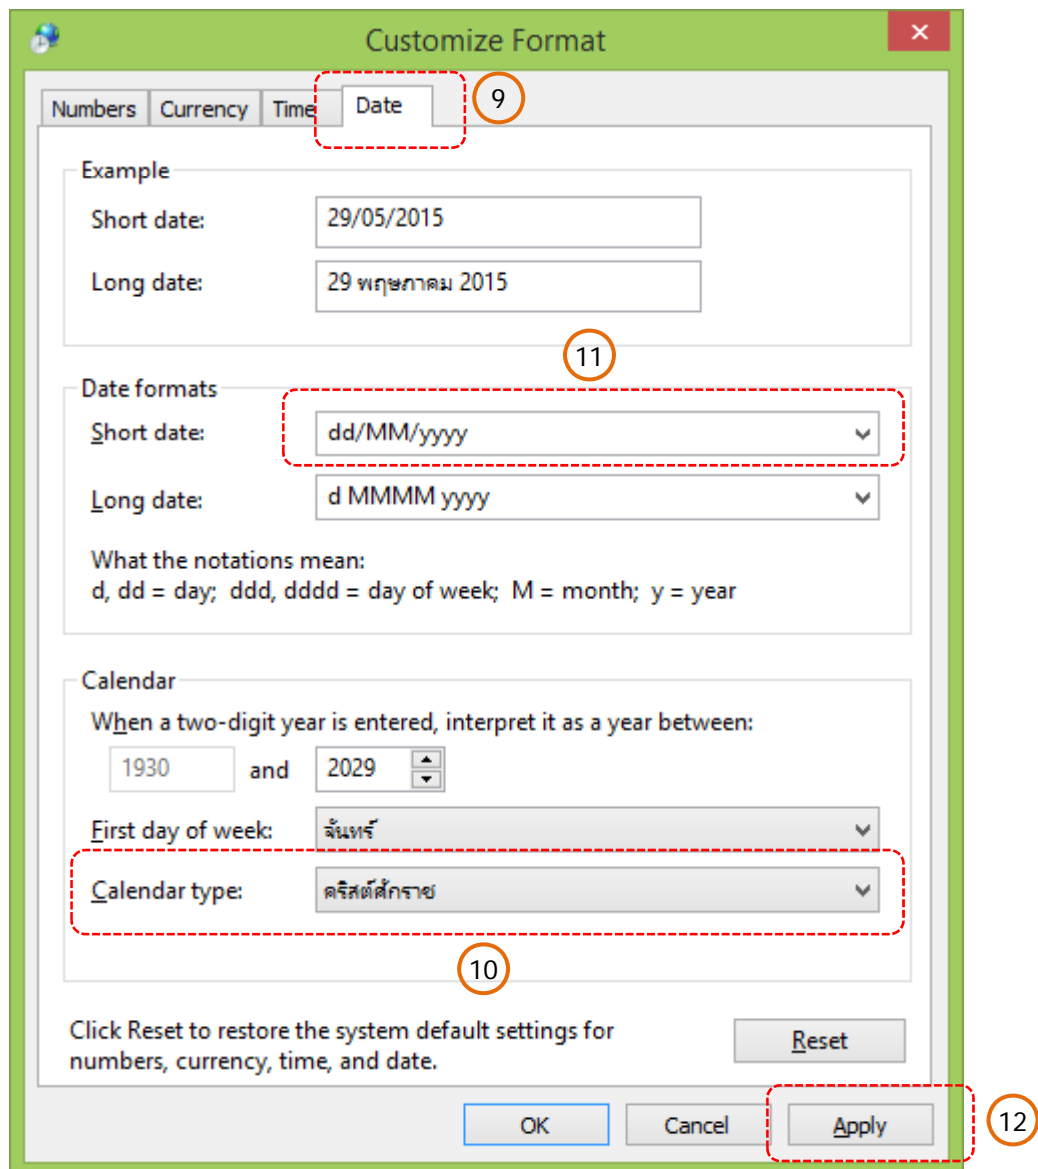 Customize Format
Numbers Currency Time Date 9
Example
Short date: 29/05/2015
Long date: 29 พฤษภาคม 2015
11
Date formats
Short date: dd/MM/yyyy
Long date: d MMMM yyyy
What the notations mean:
d, dd = day; ddd, dddd = day of week; M = month; y = year
Calendar
When a two-digit year is entered, interpret it as a year between:
1930 and 2029
First day of week: จันทร์
Calendar type: คริสต์ศักราช
10
Click Reset to restore the system default settings for
numbers, currency, time, and date.
Reset
OK Cancel Apply 12